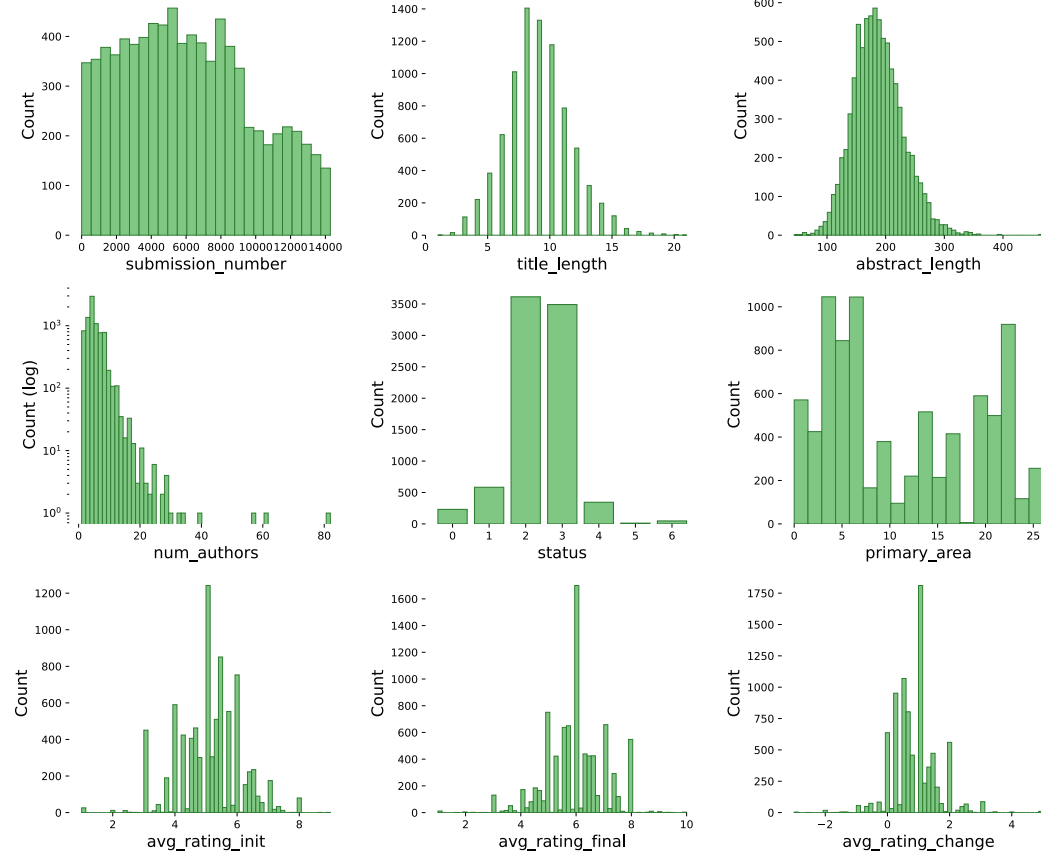 Count
400
300
200
100
0
0 2000 4000 6000 8000 10000 12000 14000
submission_number
Count
1400
1200
1000
800
600
400
200
0
0 5 10 15 20
title_length
Count
600
500
400
300
200
100
0
100 200 300 400
abstract_length
Count (log)
10³
10²
10¹
10⁰
0 20 40 60 80
num_authors
Count
3500
3000
2500
2000
1500
1000
500
0
0 1 2 3 4 5 6
status
Count
1000
800
600
400
200
0
0 5 10 15 20 25
primary_area
Count
1200
1000
800
600
400
200
0
2 4 6 8
avg_rating_init
Count
1600
1400
1200
1000
800
600
400
200
0
2 4 6 8 10
avg_rating_final
Count
1750
1500
1250
1000
750
500
250
0
−2 0 2 4
avg_rating_change